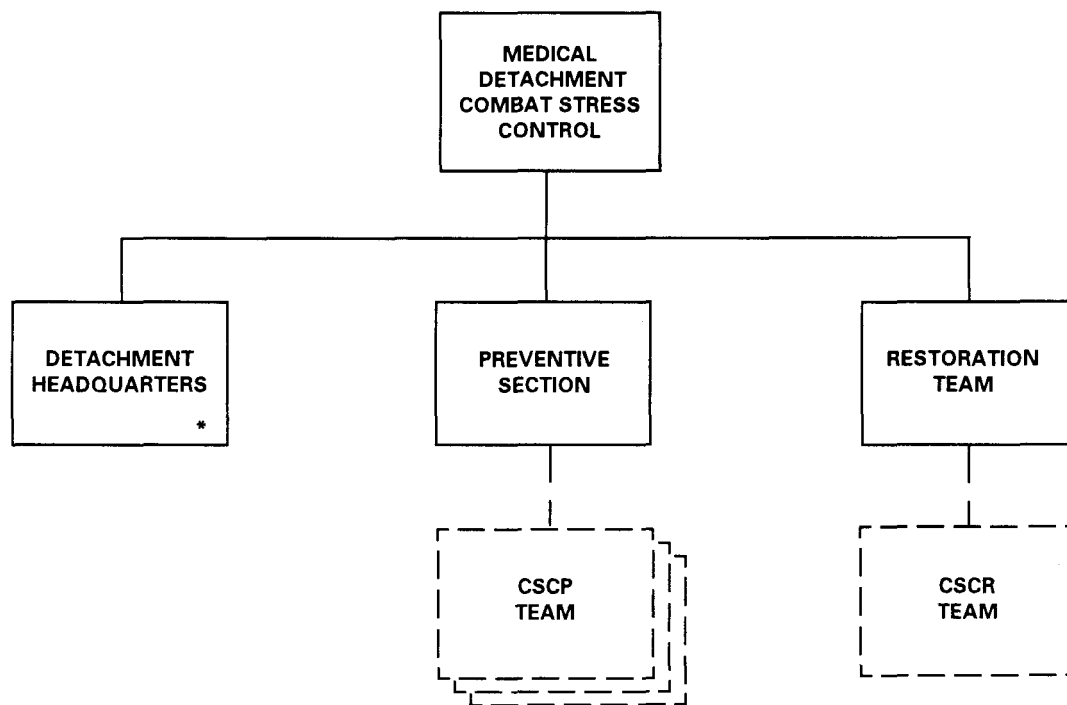 MEDICAL
DETACHMENT
COMBAT STRESS
CONTROL
DETACHMENT
HEADQUARTERS
*
PREVENTIVE
SECTION
RESTORATION
TEAM
CSCP
TEAM
CSCR
TEAM